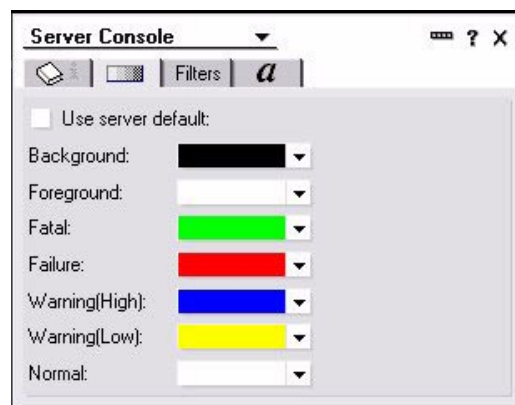 Server Console
? X
Filters a
Use server default:
Background:
Foreground:
Fatal:
Failure:
Warning(High):
Warning(Low):
Normal: